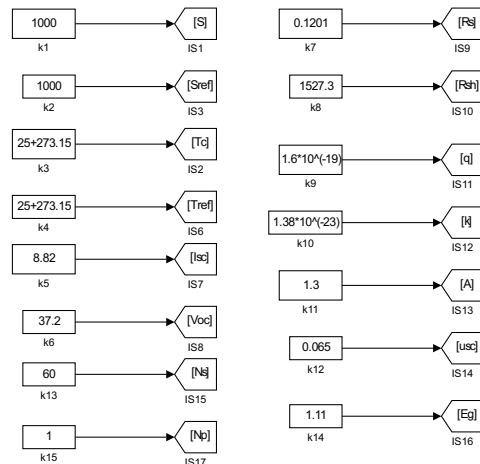 1000 [S]
k1 IS1
1000 [Sref]
k2 IS3
25+273.15 [Tc]
k3 IS2
25+273.15 [Tref]
k4 IS6
8.82 [Isc]
k5 IS7
37.2 [Voc]
k6 IS8
60 [Ns]
k13 IS15
1 [Np]
k15 IS17
0.1201 [Rs]
k7 IS9
1527.3 [Rsh]
k8 IS10
1.6*10^(-19) [q]
k9 IS11
1.38*10^(-23) [k]
k10 IS12
1.3 [A]
k11 IS13
0.065 [usc]
k12 IS14
1.11 [Eg]
k14 IS16